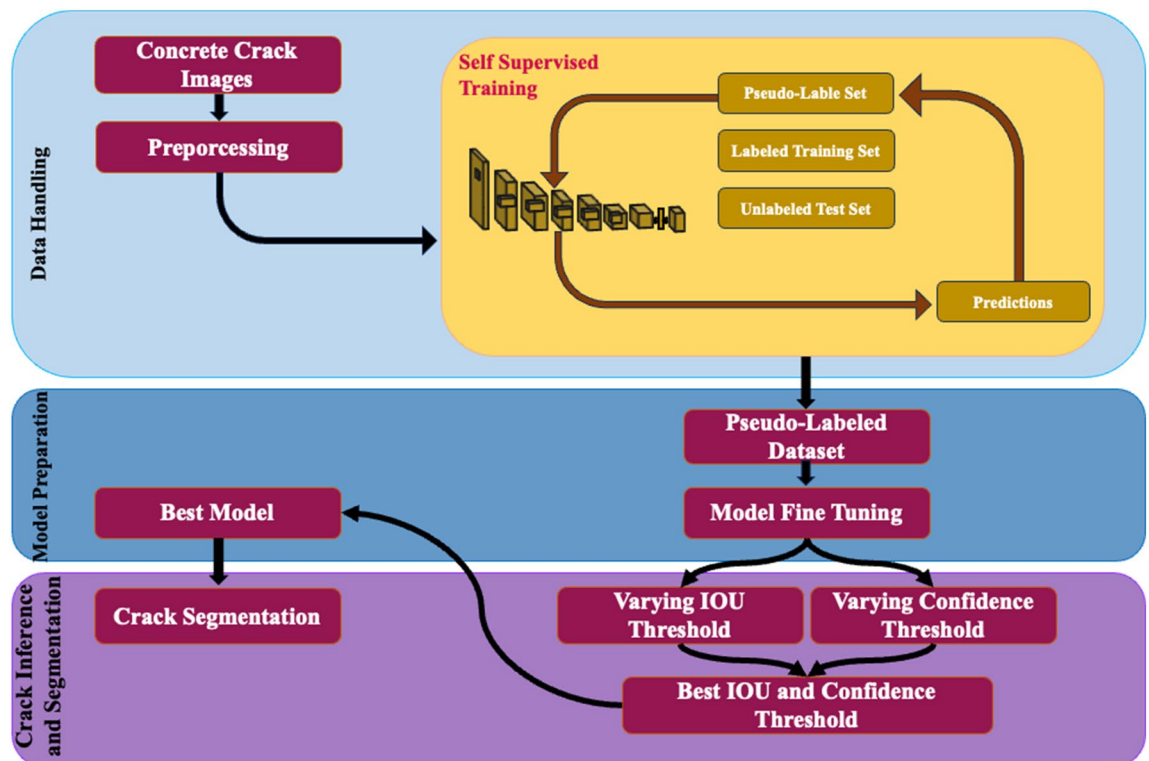 Data Handling
Concrete Crack
Images
Preporcessing
Self Supervised
Training
Pseudo-Lable Set
Labeled Training Set
Unlabeled Test Set
Predictions
Model Preparation
Pseudo-Labeled
Dataset
Model Fine Tuning
Best Model
Crack Inference
and Segmentation
Crack Segmentation
Varying IOU
Threshold
Varying Confidence
Threshold
Best IOU and Confidence
Threshold